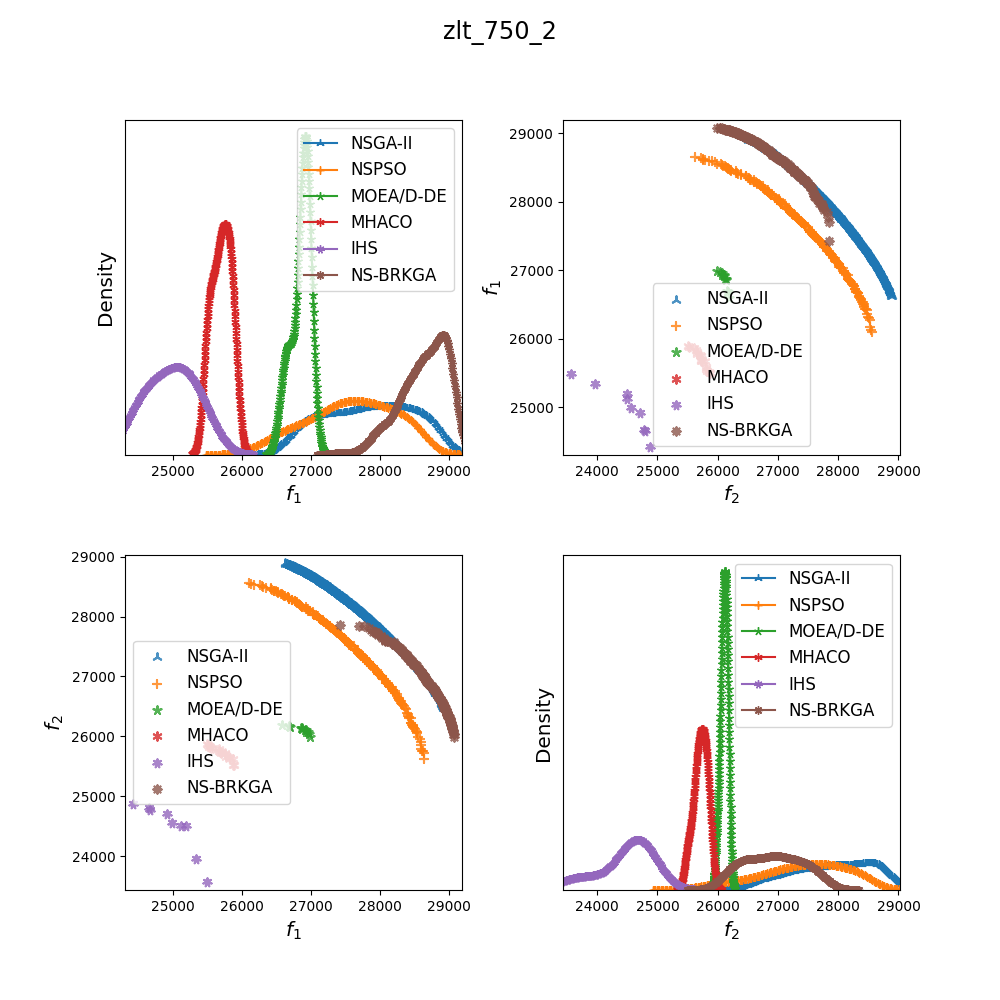 zlt_750_2
Density
NSGA-II
NSPSO
MOEA/D-DE
MHACO
IHS
NS-BRKGA
25000 26000 27000 28000 29000
f1
f1
29000
28000
27000
26000
25000
NSGA-II
NSPSO
MOEA/D-DE
MHACO
IHS
NS-BRKGA
24000 25000 26000 27000 28000 29000
f2
f2
29000
28000
27000
26000
25000
24000
NSGA-II
NSPSO
MOEA/D-DE
MHACO
IHS
NS-BRKGA
25000 26000 27000 28000 29000
f1
Density
NSGA-II
NSPSO
MOEA/D-DE
MHACO
IHS
NS-BRKGA
24000 25000 26000 27000 28000 29000
f2